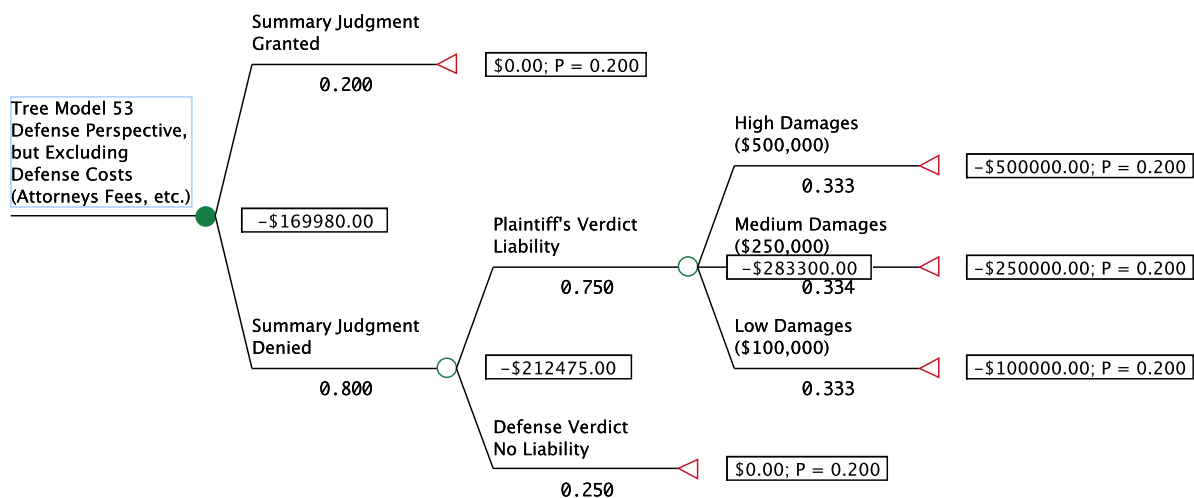 Summary Judgment
Granted
0.200
$0.00; P = 0.200
Tree Model 53
Defense Perspective,
but Excluding
Defense Costs
(Attorneys Fees, etc.)
-$169980.00
High Damages
($500,000)
0.333
-$500000.00; P = 0.200
Plaintiff's Verdict
Liability
0.750
Medium Damages
($250,000)
-$283300.00
0.334
-$250000.00; P = 0.200
Summary Judgment
Denied
0.800
-$212475.00
Low Damages
($100,000)
0.333
-$100000.00; P = 0.200
Defense Verdict
No Liability
0.250
$0.00; P = 0.200